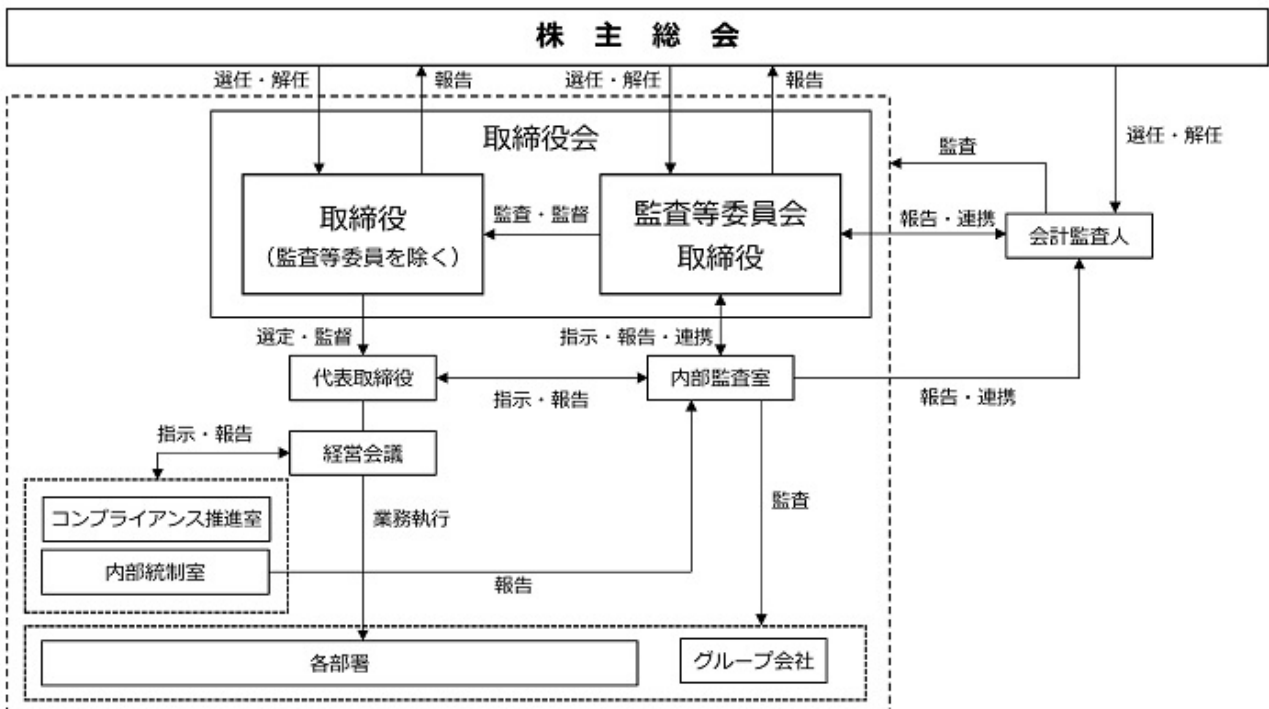 株 主 総 会
選任・解任
報告
選任・解任
報告
選任・解任
取締役会
監査
取締役
(監査等委員を除く)
監査・監督
監査等委員会
取締役
報告・連携
会計監査人
選定・監督
指示・報告・連携
代表取締役
指示・報告
内部監査室
報告・連携
指示・報告
経営会議
コンプライアンス推進室
業務執行
監査
内部統制室
報告
各部署
グループ会社